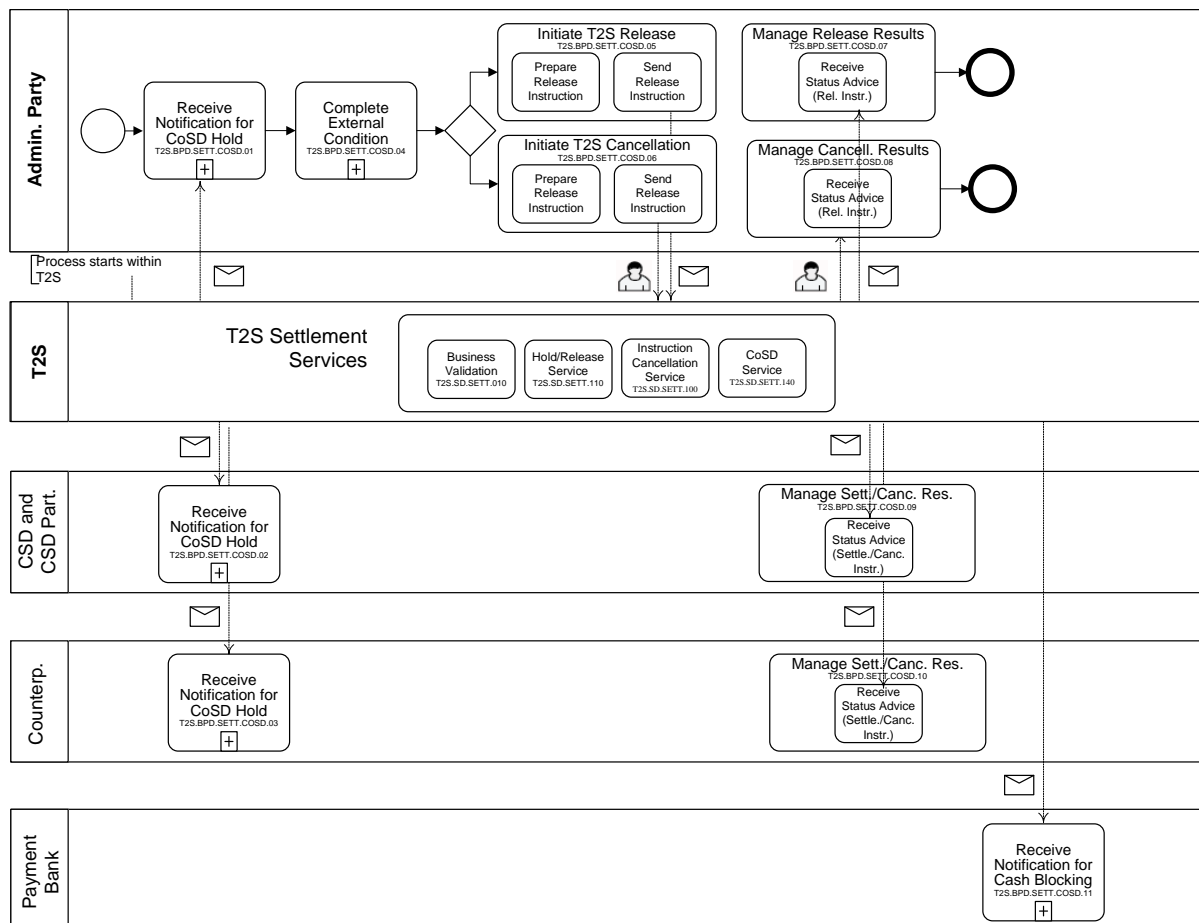 Admin. Party
Receive
Notification for
CoSD Hold
T2S.BPD.SETT.COSD.01
+
Complete
External
Condition
T2S.BPD.SETT.COSD.04
+
Initiate T2S Release
T2S.BPD.SETT.COSD.05
Prepare
Release
Instruction
Send
Release
Instruction
Initiate T2S Cancellation
T2S.BPD.SETT.COSD.06
Prepare
Release
Instruction
Send
Release
Instruction
Manage Release Results
T2S.BPD.SETT.COSD.07
Receive
Status Advice
(Rel. Instr.)
Manage Cancell. Results
T2S.BPD.SETT.COSD.08
Receive
Status Advice
(Rel. Instr.)
Process starts within
T2S
T2S
T2S Settlement
Services
Business
Validation
T2S.SD.SETT.010
Hold/Release
Service
T2S.SD.SETT.110
Instruction
Cancellation
Service
T2S.SD.SETT.100
CoSD
Service
T2S.SD.SETT.140
CSD and
CSD Part.
Receive
Notification for
CoSD Hold
T2S.BPD.SETT.COSD.02
+
Manage Sett./Canc. Res.
T2S.BPD.SETT.COSD.09
Receive
Status Advice
(Settle./Canc.
Instr.)
Counterp.
Receive
Notification for
CoSD Hold
T2S.BPD.SETT.COSD.03
+
Manage Sett./Canc. Res.
T2S.BPD.SETT.COSD.10
Receive
Status Advice
(Settle./Canc.
Instr.)
Payment
Bank
Receive
Notification for
Cash Blocking
T2S.BPD.SETT.COSD.11
+